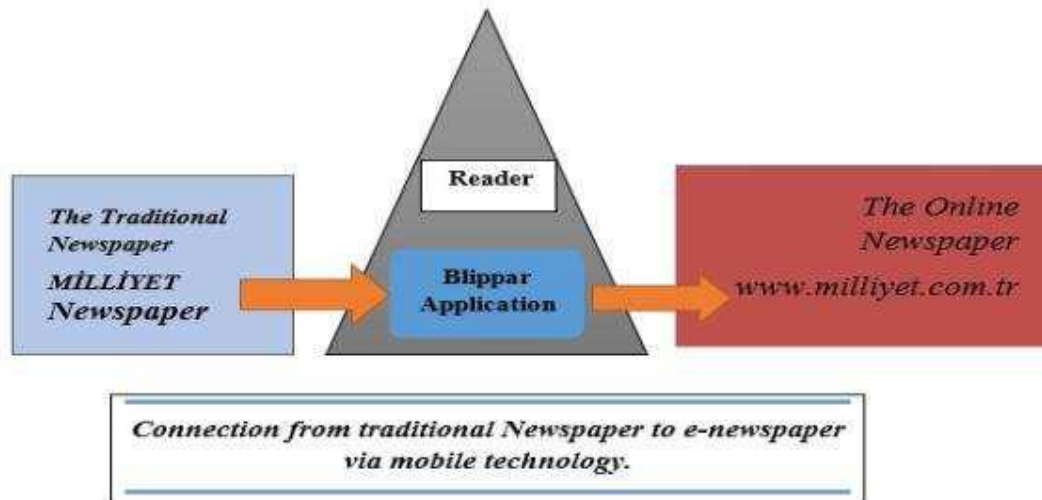 Reader
The Traditional
Newspaper
MİLLİYET
Newspaper
Blippar
Application
The Online
Newspaper
www.milliyet.com.tr
Connection from traditional Newspaper to e-newspaper
via mobile technology.